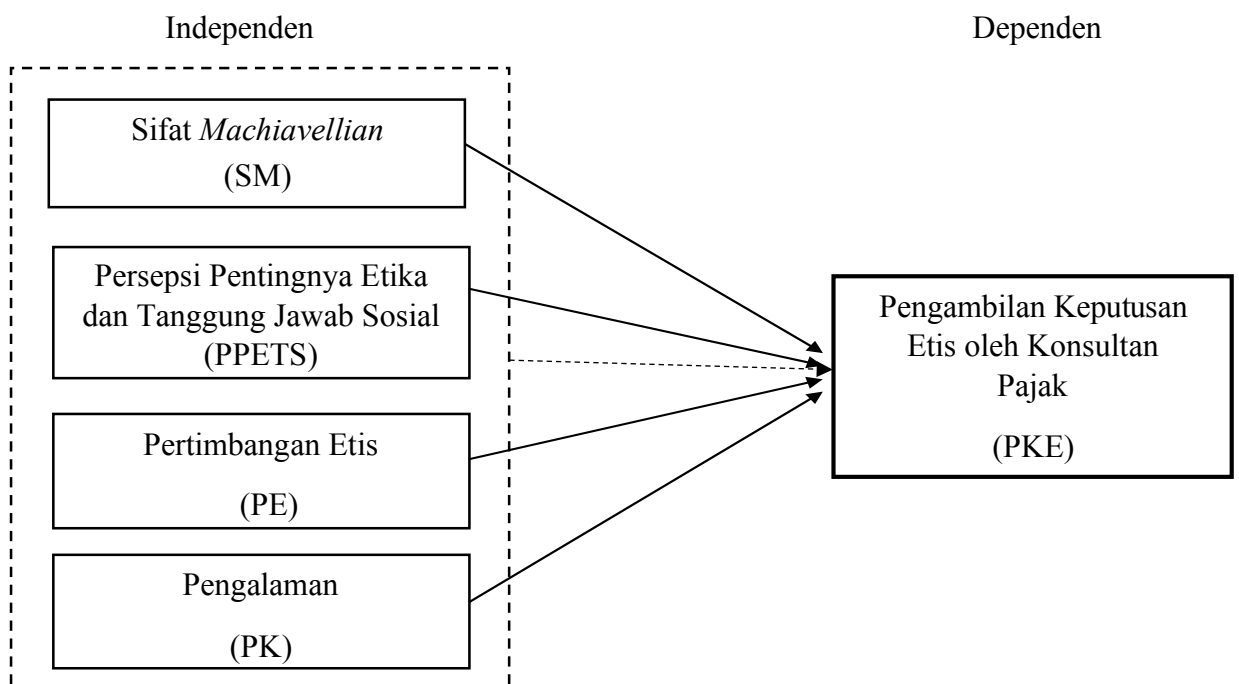 Independen
Dependen
Sifat Machiavellian
(SM)
Persepsi Pentingnya Etika
dan Tanggung Jawab Sosial
(PPETS)
Pertimbangan Etis
(PE)
Pengalaman
(PK)
Pengambilan Keputusan
Etis oleh Konsultan
Pajak
(PKE)